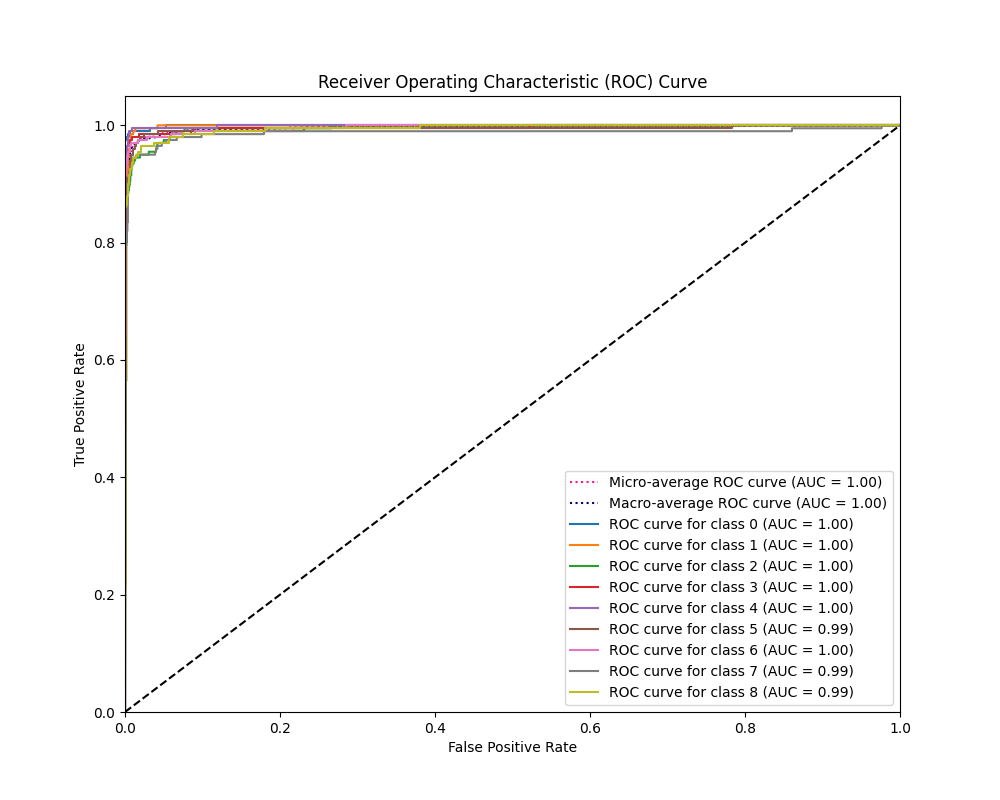 Receiver Operating Characteristic (ROC) Curve
1.0
0.8
0.6
0.4
0.2
0.0
True Positive Rate
Micro-average ROC curve (AUC = 1.00)
Macro-average ROC curve (AUC = 1.00)
ROC curve for class 0 (AUC = 1.00)
ROC curve for class 1 (AUC = 1.00)
ROC curve for class 2 (AUC = 1.00)
ROC curve for class 3 (AUC = 1.00)
ROC curve for class 4 (AUC = 1.00)
ROC curve for class 5 (AUC = 0.99)
ROC curve for class 6 (AUC = 1.00)
ROC curve for class 7 (AUC = 0.99)
ROC curve for class 8 (AUC = 0.99)
0.0 0.2 0.4 0.6 0.8 1.0
False Positive Rate